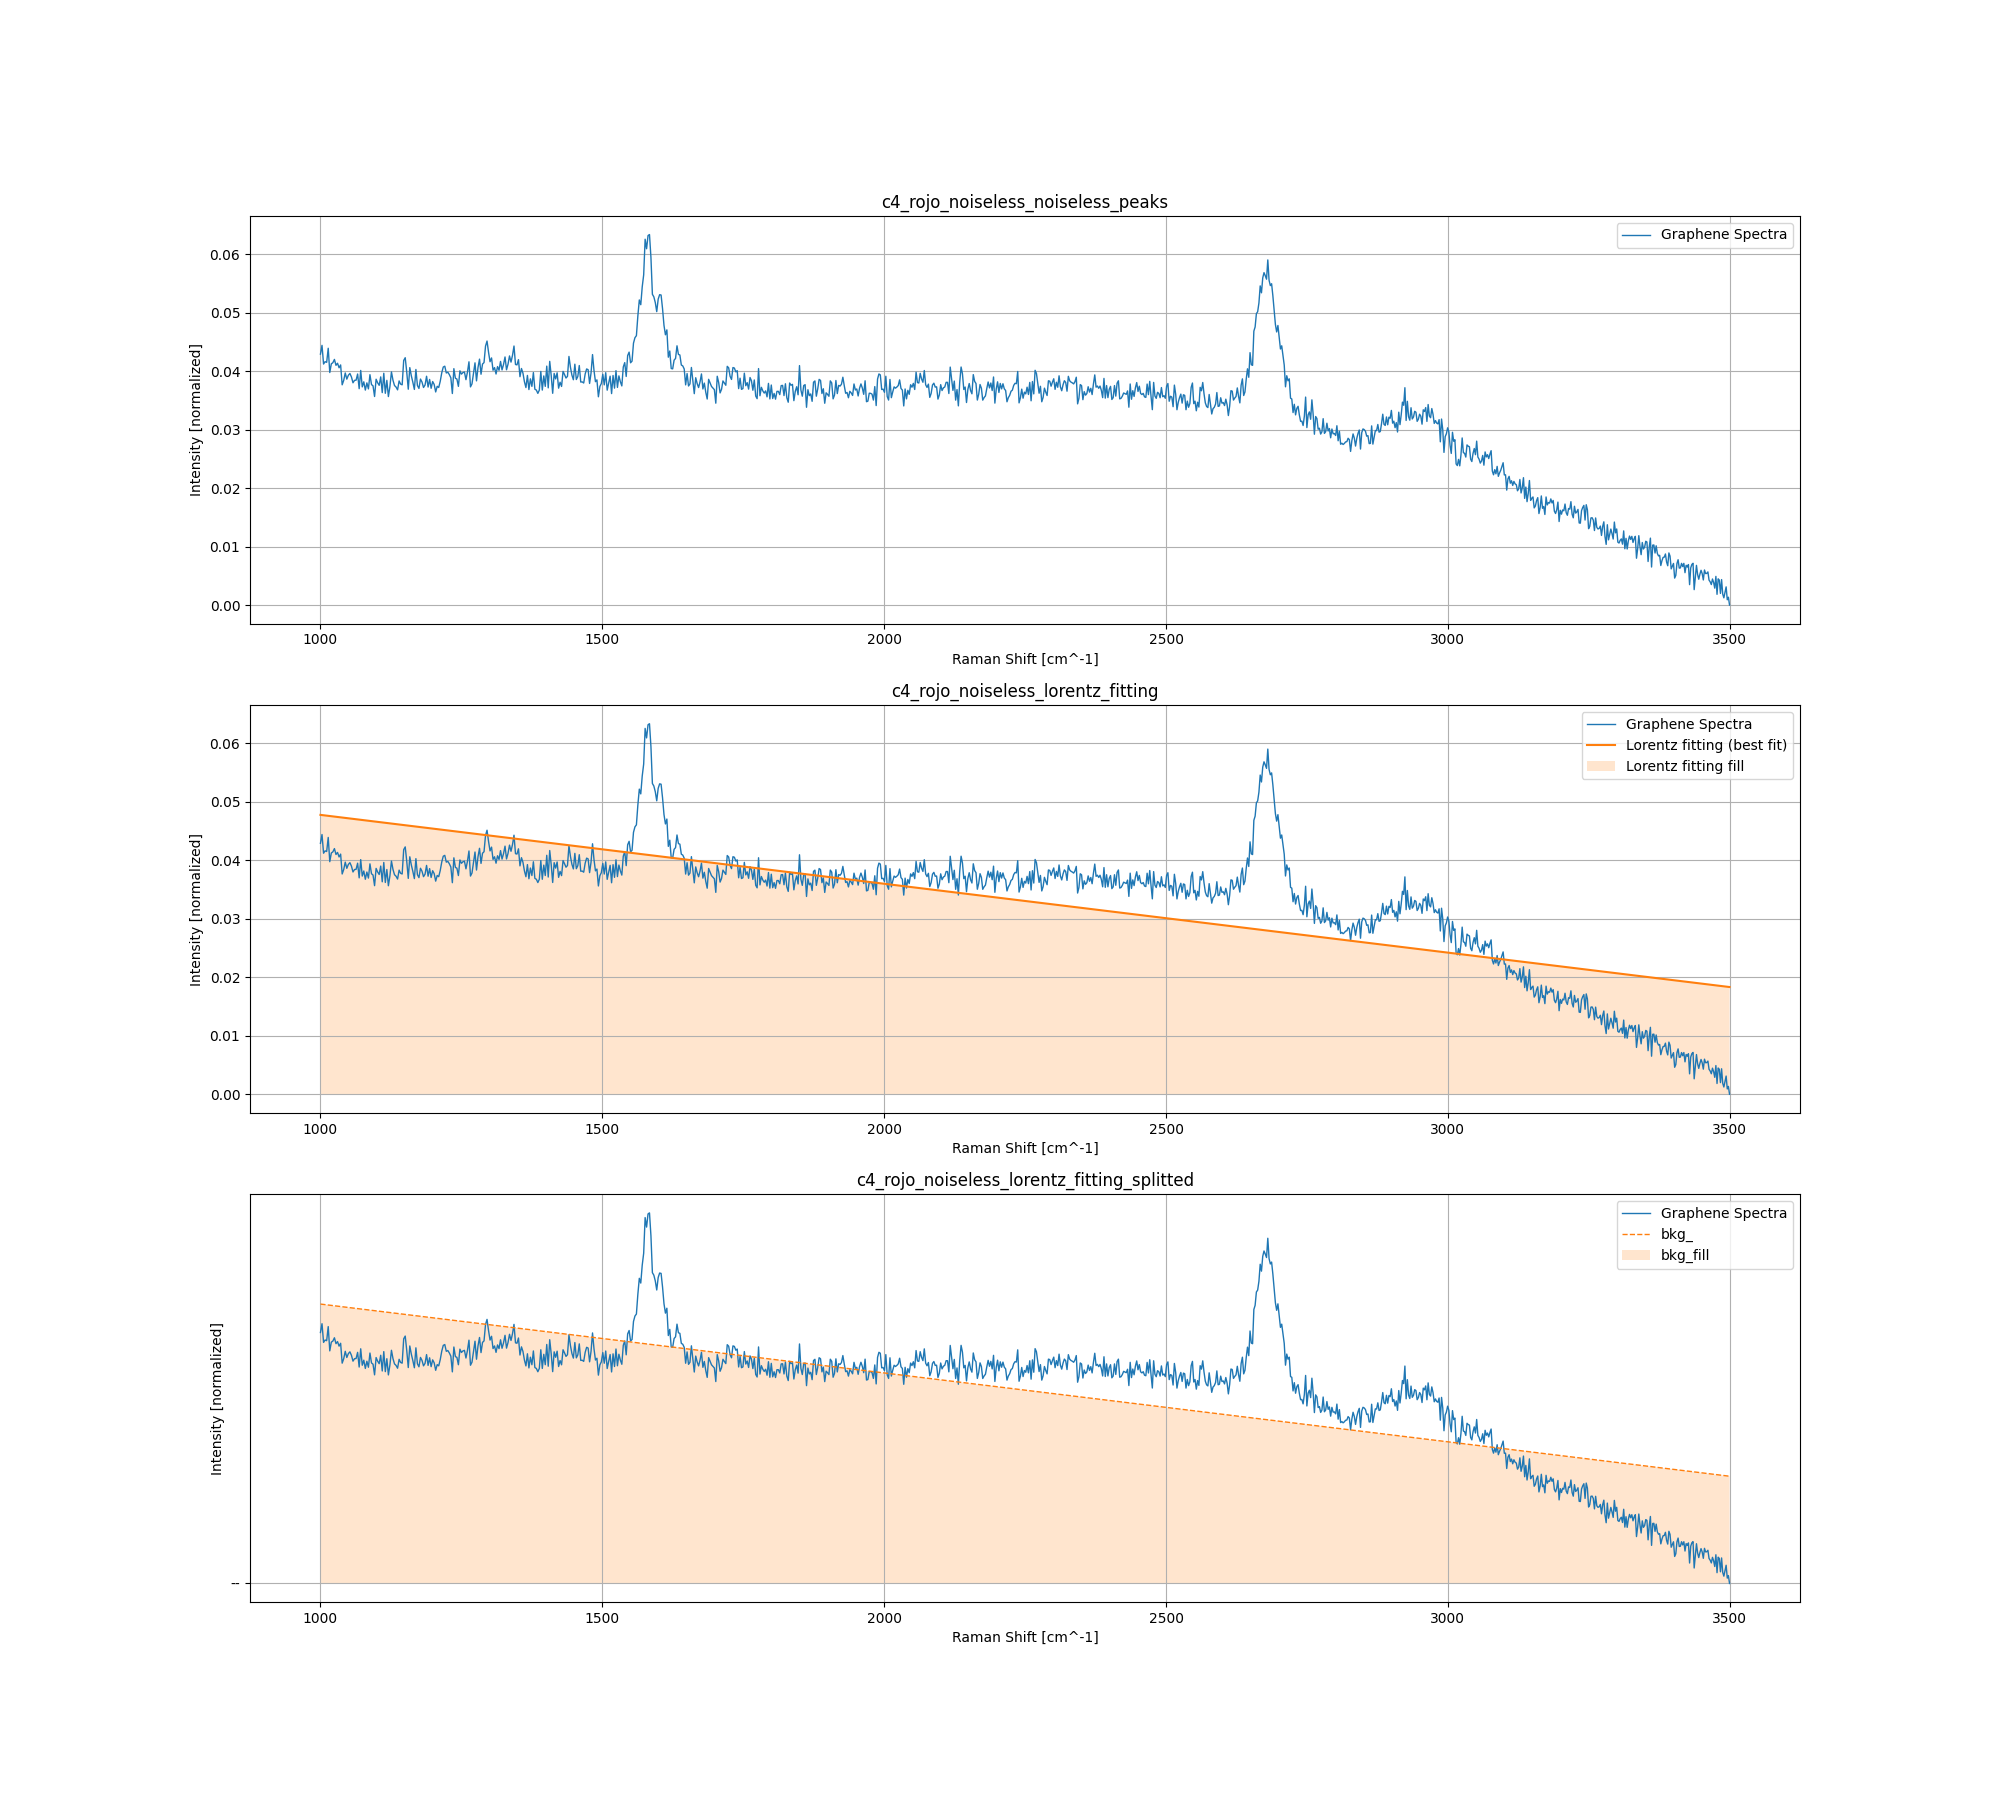 c4_rojo_noiseless_noiseless_peaks
Graphene Spectra
Intensity [normalized]
0.06
0.05
0.04
0.03
0.02
0.01
0.00
1000 1500 2000 2500 3000 3500
Raman Shift [cm^-1]
c4_rojo_noiseless_lorentz_fitting
Graphene Spectra
Lorentz fitting (best fit)
Lorentz fitting fill
Intensity [normalized]
0.06
0.05
0.04
0.03
0.02
0.01
0.00
1000 1500 2000 2500 3000 3500
Raman Shift [cm^-1]
c4_rojo_noiseless_lorentz_fitting_splitted
Graphene Spectra
bkg_
bkg_fill
Intensity [normalized]
--
1000 1500 2000 2500 3000 3500
Raman Shift [cm^-1]